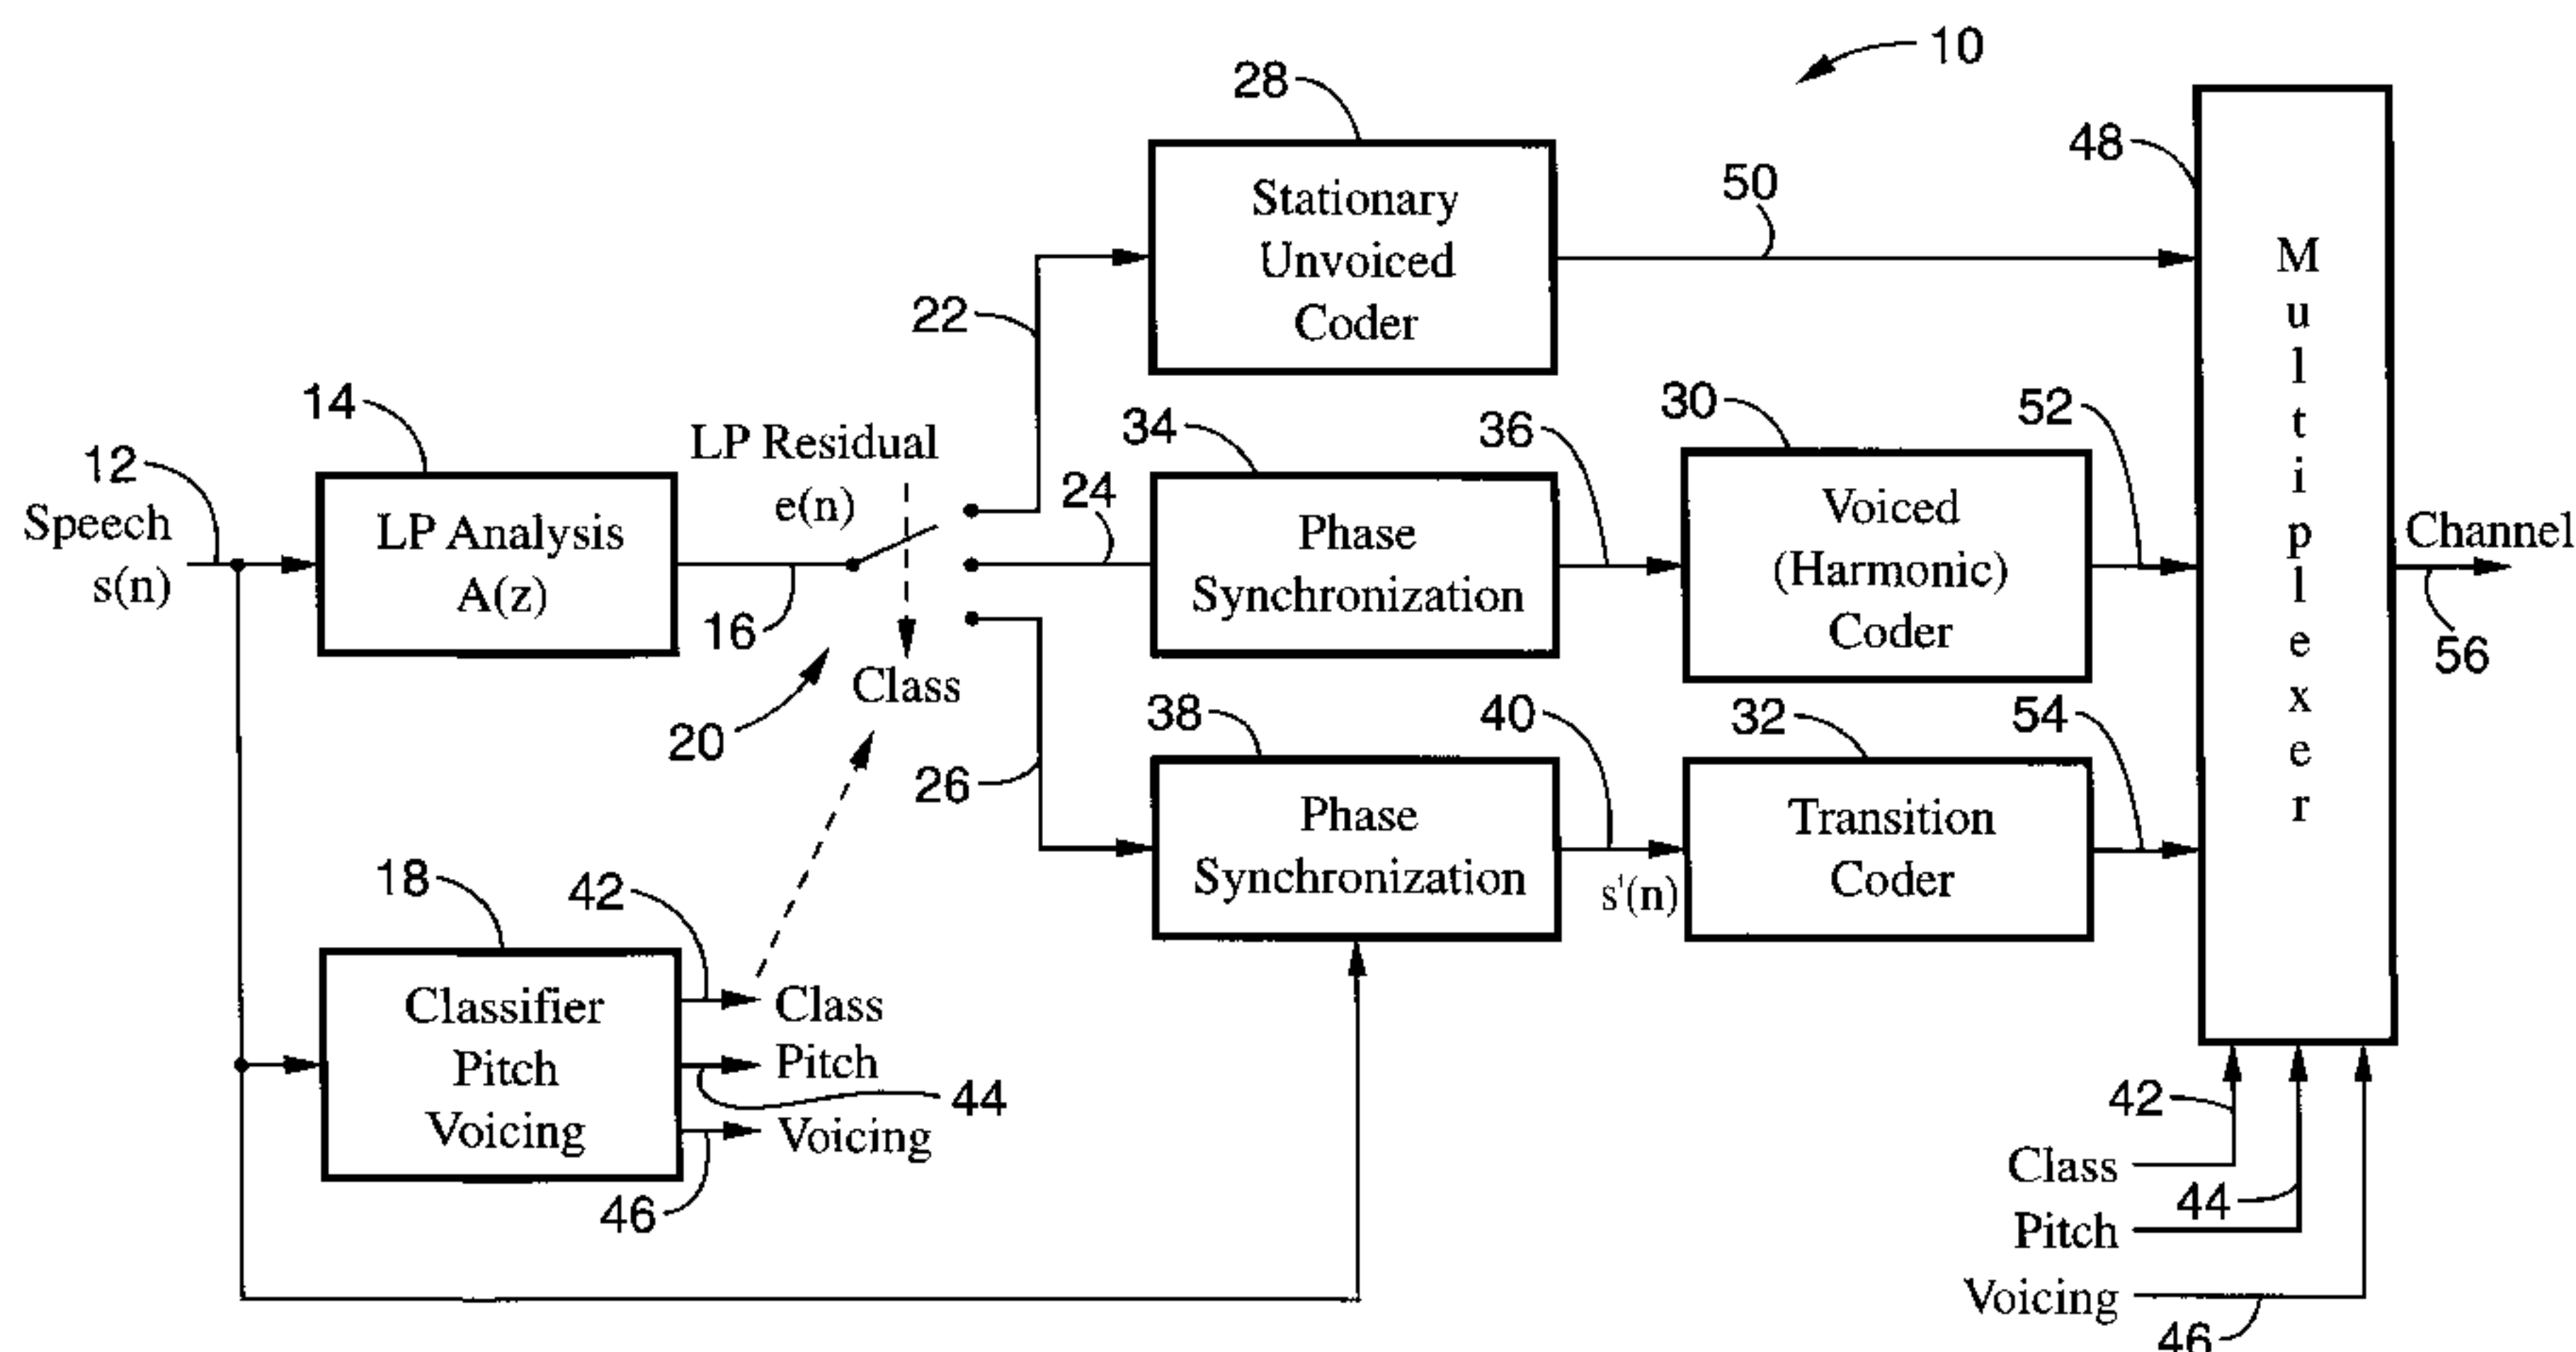 10
28
Stationary
Unvoiced
Coder
50
48
Multiplexer
22
14
12
Speech
s(n)
LP Analysis
A(z)
LP Residual
e(n)
16
20
Class
24
34
Phase
Synchronization
36
30
Voiced
(Harmonic)
Coder
52
Channel
56
26
38
Phase
Synchronization
40
s'(n)
32
Transition
Coder
54
18
Classifier
Pitch
Voicing
42
Class
Pitch
44
Voicing
46
42
Class
44
Pitch
Voicing
46